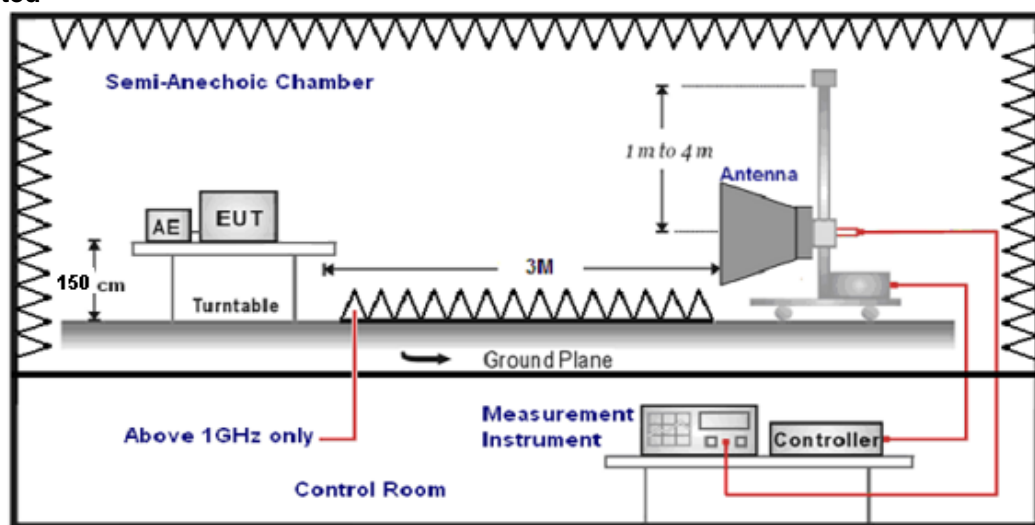 Semi-Anechoic Chamber
1 m to 4 m
Antenna
AE
EUT
150 cm
3M
Turntable
Ground Plane
Above 1GHz only
Measurement
Instrument
Controller
Control Room